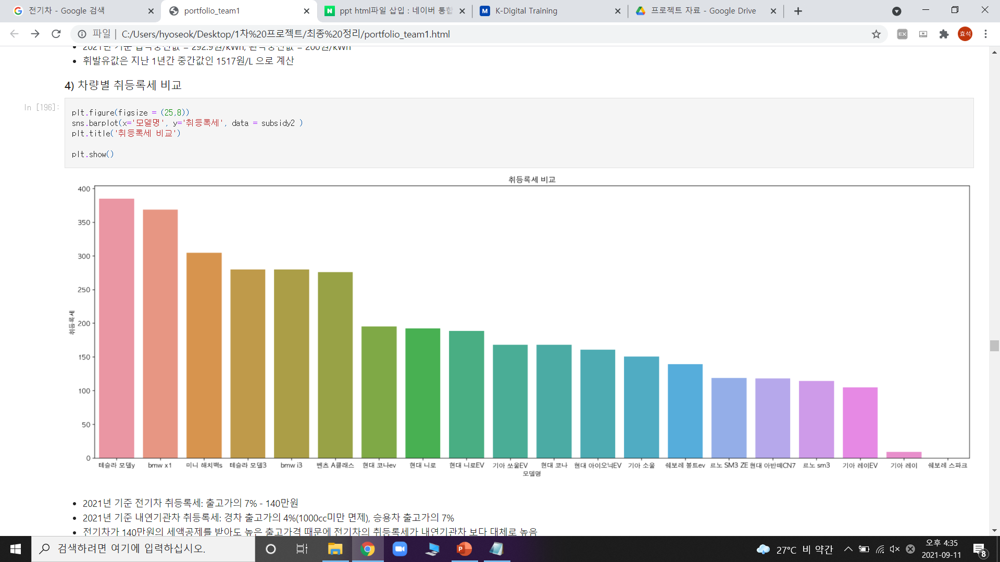 전기차 - Google 검색
portfolio_team1
ppt html파일 삽입 : 네이버 통합
K-Digital Training
프로젝트 자료 - Google Drive
파일 | C:/Users/hyoseok/Desktop/1차%20프로젝트/최종%20정리/portfolio_team1.html
EX
효석
2021년 기준 급속충전값 = 292.9원/kWh, 완속충전값 = 200원/kWh
휘발유값은 지난 1년간 중간값인 1517원/L 으로 계산
4) 차량별 취등록세 비교
In [196]:
plt.figure(figsize = (25,8))
sns.barplot(x='모델명', y='취등록세', data = subsidy2 )
plt.title('취등록세 비교')
plt.show()
취등록세 비교
400
350
300
250
200
150
100
50
0
취등록세
테슬라 모델y bmw x1 미니 해치백s 테슬라 모델3 bmw i3 벤츠 A클래스 현대 코나ev 현대 니로 현대 니로EV 기아 쏘울EV 현대 코나 현대 아이오닉EV 기아 소울 쉐보레 볼트ev 르노 SM3 ZE 현대 아반떼CN7 르노 sm3 기아 레이EV 기아 레이 쉐보레 스파크
모델명
2021년 기준 전기차 취등록세: 출고가의 7% - 140만원
2021년 기준 내연기관차 취등록세: 경차 출고가의 4%(1000cc미만 면제), 승용차 출고가의 7%
전기차가 140만원의 세액공제를 받아도 높은 출고가격 때문에 전기차의 취등록세가 내연기관차 보다 대체로 높음
검색하려면 여기에 입력하십시오.
27°C 비 약간
오후 4:35
2021-09-11
8